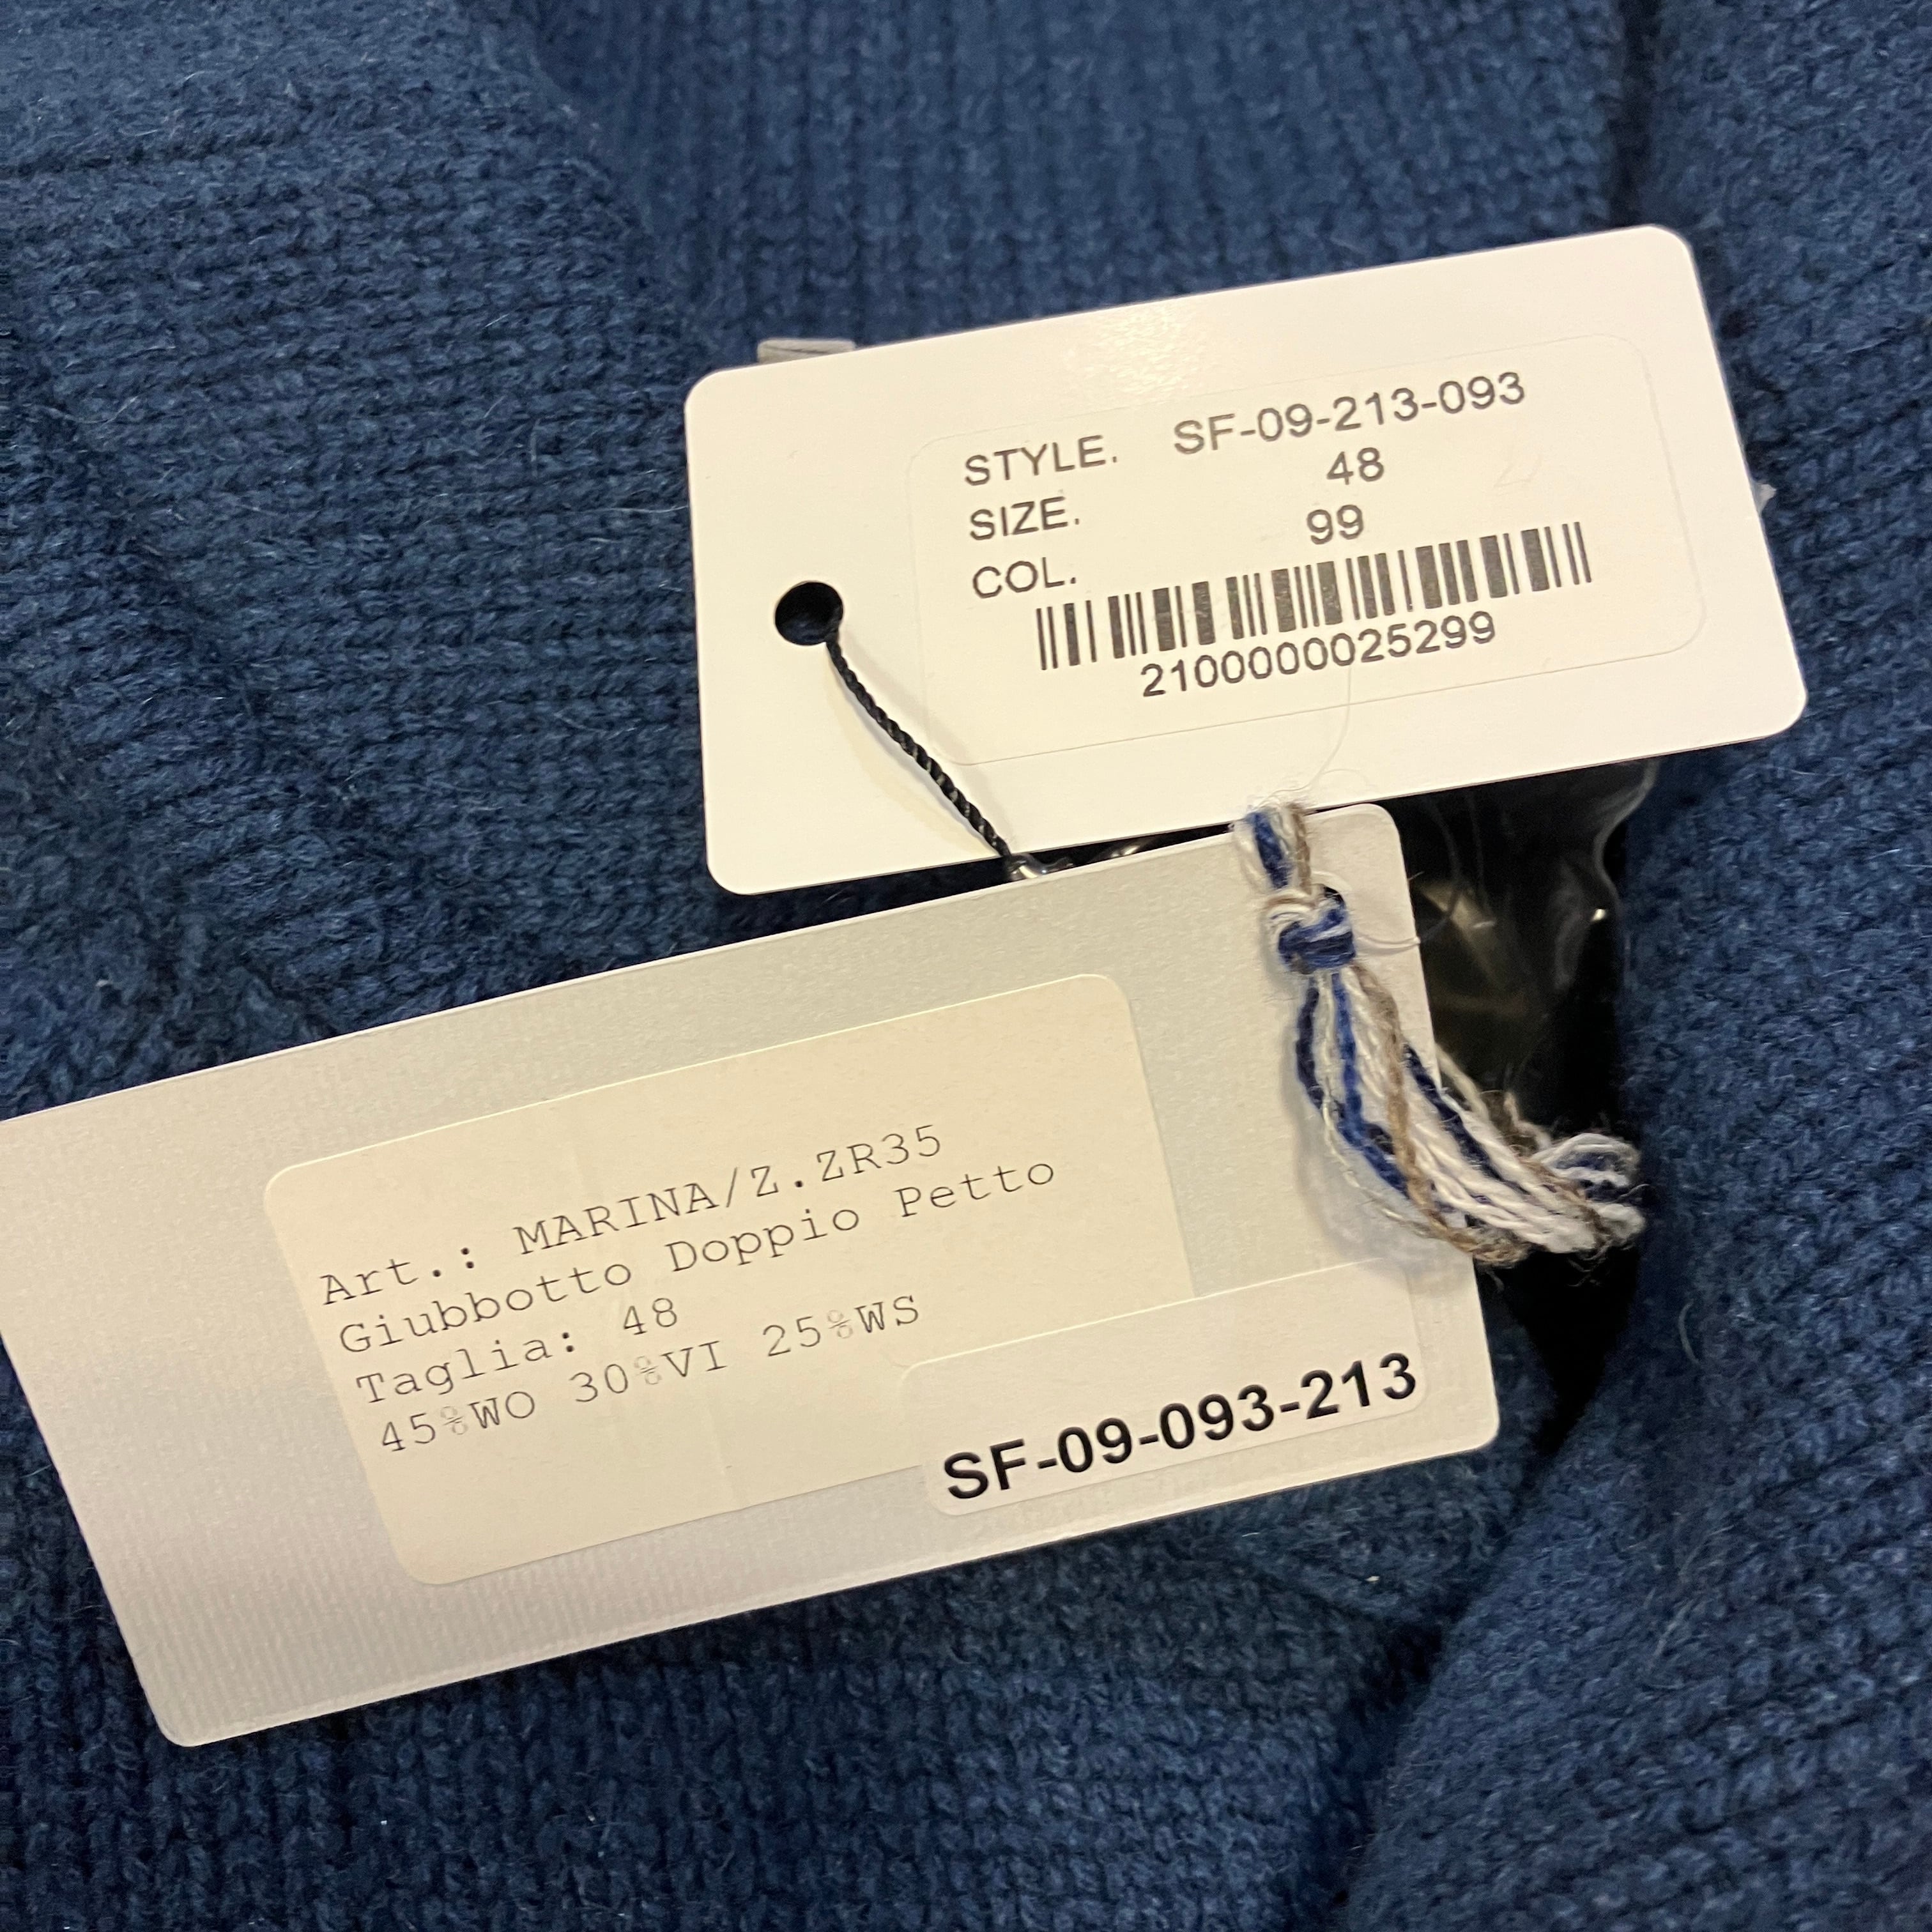 STYLE. SF-09-213-093
SIZE. 48
COL. 99
2100000025299
Art.: MARINA/Z.ZR35
Giubbotto Doppio Petto
Taglia: 48
45%WO 30%VI 25%WS
SF-09-093-213